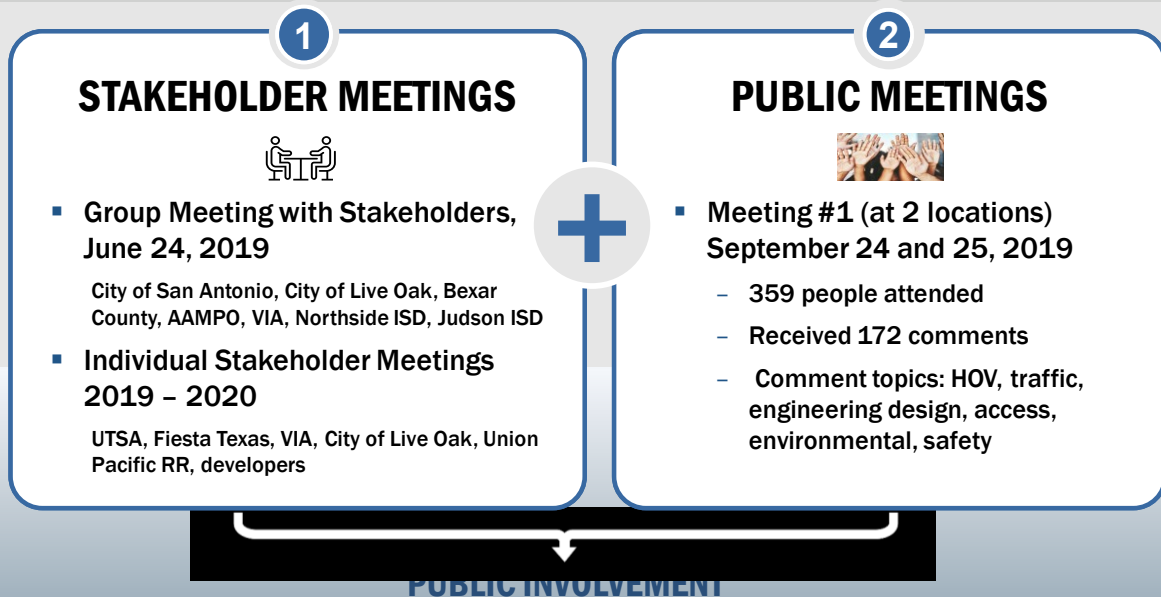 1
STAKEHOLDER MEETINGS
▪ Group Meeting with Stakeholders,
June 24, 2019
City of San Antonio, City of Live Oak, Bexar
County, AAMPO, VIA, Northside ISD, Judson ISD
▪ Individual Stakeholder Meetings
2019 – 2020
UTSA, Fiesta Texas, VIA, City of Live Oak, Union
Pacific RR, developers
+
2
PUBLIC MEETINGS
▪ Meeting #1 (at 2 locations)
September 24 and 25, 2019
– 359 people attended
– Received 172 comments
– Comment topics: HOV, traffic,
engineering design, access,
environmental, safety
PUBLIC INVOLVEMENT